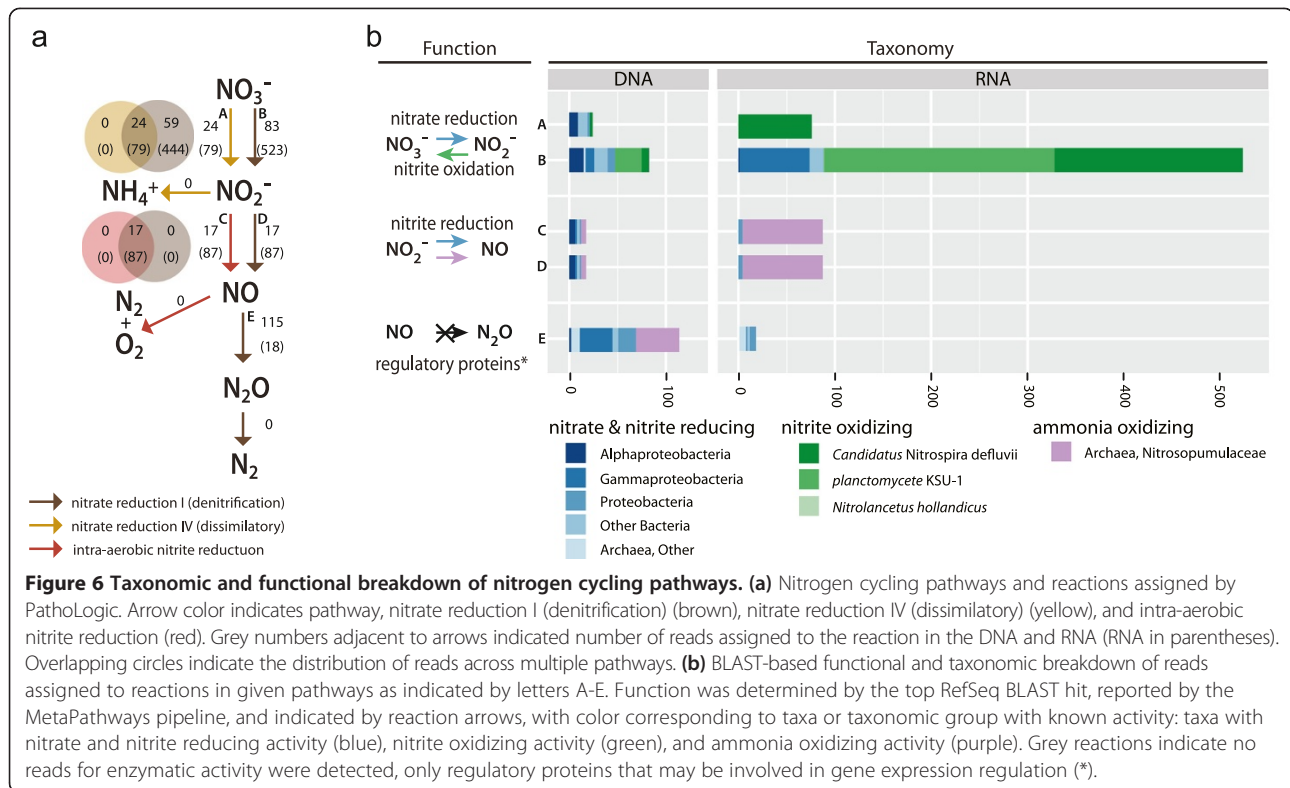 a
NO3-
0 24 59
(0) (79) (444)
A
24
(79)
B
83
(523)
NH4+
0
NO2-
0 17 0
(0) (87) (0)
C
17
(87)
D
17
(87)
N2
+
O2
0
NO
E
115
(18)
N2O
0
N2
nitrate reduction I (denitrification)
nitrate reduction IV (dissimilatory)
intra-aerobic nitrite reductuon
b
Function
Taxonomy
DNA
RNA
nitrate reduction
NO3- NO2-
nitrite oxidation
A
B
nitrite reduction
NO2- NO
C
D
NO N2O
regulatory proteins*
E
0 100
0 100 200 300 400 500
nitrate & nitrite reducing
Alphaproteobacteria
Gammaproteobacteria
Proteobacteria
Other Bacteria
Archaea, Other
nitrite oxidizing
Candidatus Nitrospira defluvii
planctomycete KSU-1
Nitrolancetus hollandicus
ammonia oxidizing
Archaea, Nitrosopumulaceae
Figure 6 Taxonomic and functional breakdown of nitrogen cycling pathways. (a) Nitrogen cycling pathways and reactions assigned by
PathoLogic. Arrow color indicates pathway, nitrate reduction I (denitrification) (brown), nitrate reduction IV (dissimilatory) (yellow), and intra-aerobic
nitrite reduction (red). Grey numbers adjacent to arrows indicated number of reads assigned to the reaction in the DNA and RNA (RNA in parentheses).
Overlapping circles indicate the distribution of reads across multiple pathways. (b) BLAST-based functional and taxonomic breakdown of reads
assigned to reactions in given pathways as indicated by letters A-E. Function was determined by the top RefSeq BLAST hit, reported by the
MetaPathways pipeline, and indicated by reaction arrows, with color corresponding to taxa or taxonomic group with known activity: taxa with
nitrate and nitrite reducing activity (blue), nitrite oxidizing activity (green), and ammonia oxidizing activity (purple). Grey reactions indicate no
reads for enzymatic activity were detected, only regulatory proteins that may be involved in gene expression regulation (*).